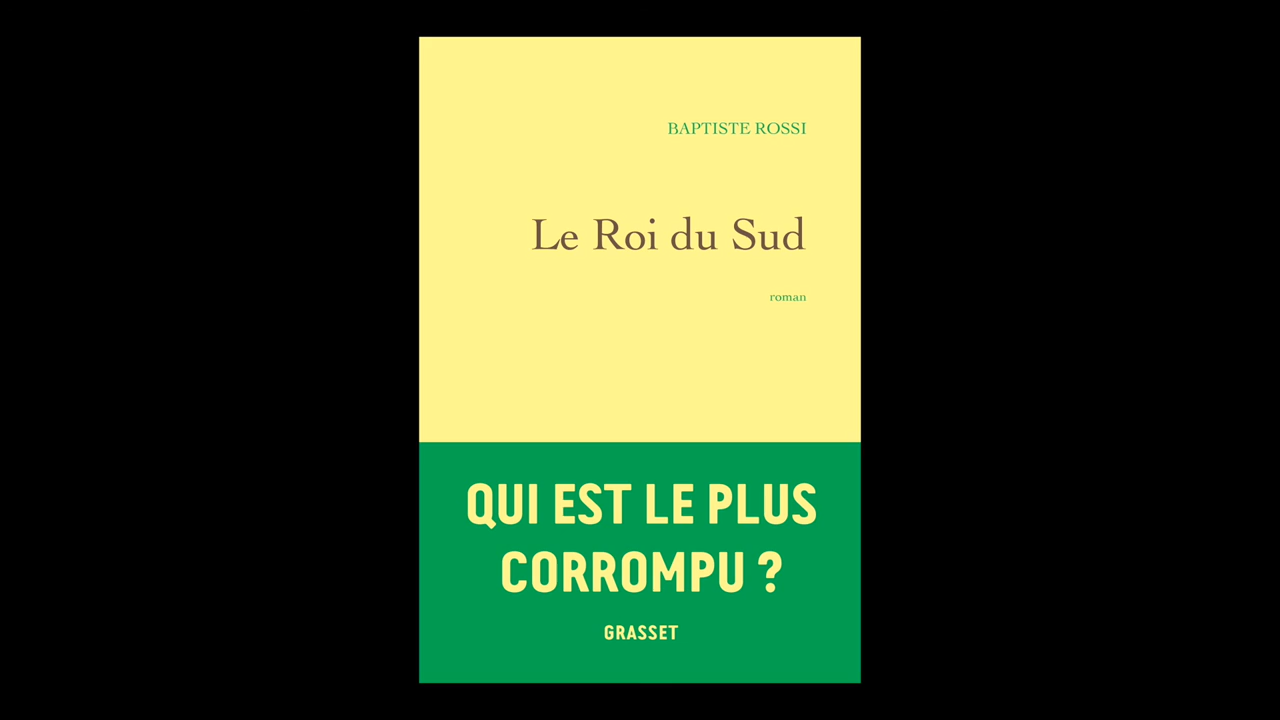 BAPTISTE ROSSI
Le Roi du Sud
roman
QUI EST LE PLUS
CORROMPU ?
GRASSET